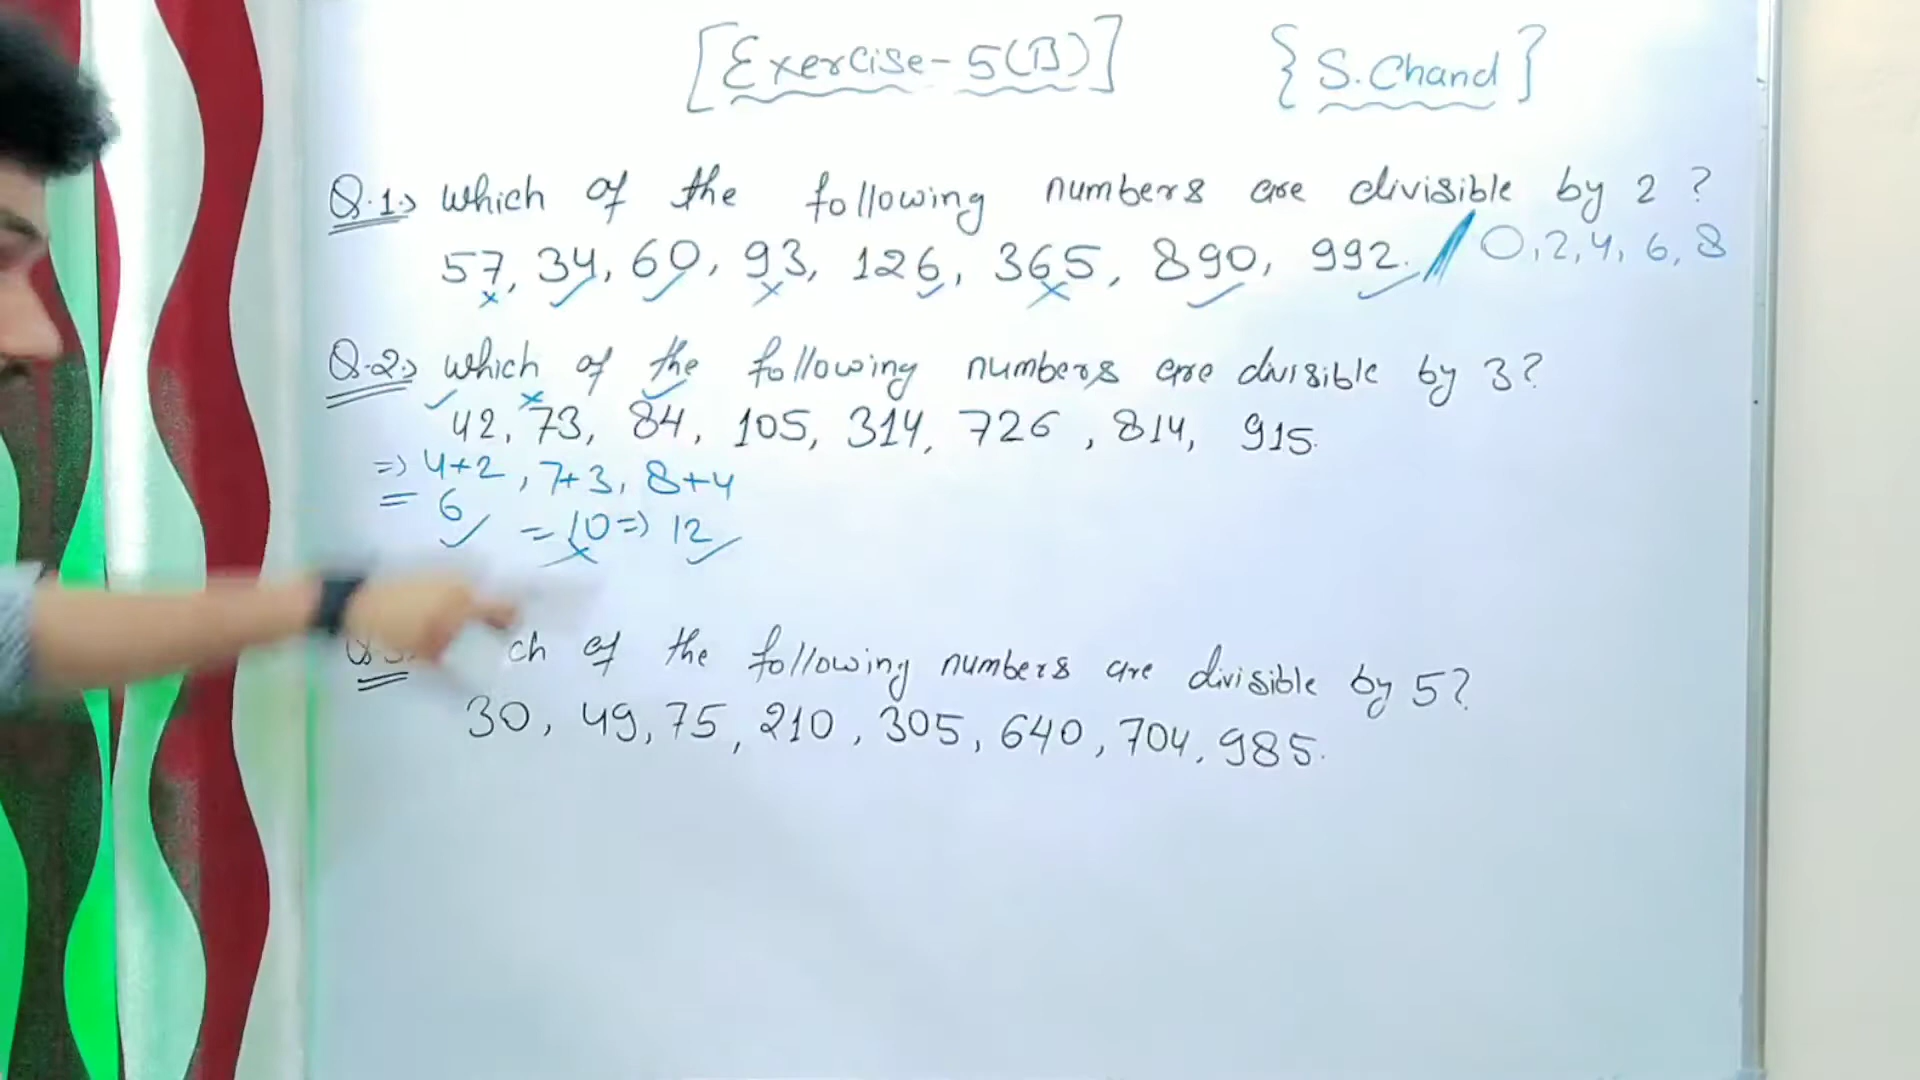 [Exercise-5(B)] {S.Chand}
Q.1> Which of the following numbers are divisible by 2 ?
57, 34, 60, 93, 126, 365, 890, 992. 0,2,4, 6, 8
Q.2> Which of the following numbers are divisible by 3?
42, 73, 84, 105, 314, 726 , 814, 915.
=> 4+2 , 7+3, 8+4
= 6 = 10 => 12
ch of the following numbers are divisible by 5?
30, 49, 75, 210 , 305, 640, 704, 985.